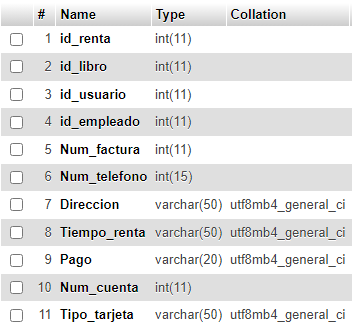 # Name Type Collation
1 id_renta int(11)
2 id_libro int(11)
3 id_usuario int(11)
4 id_empleado int(11)
5 Num_factura int(11)
6 Num_telefono int(15)
7 Direccion varchar(50) utf8mb4_general_ci
8 Tiempo_renta varchar(50) utf8mb4_general_ci
9 Pago varchar(20) utf8mb4_general_ci
10 Num_cuenta int(11)
11 Tipo_tarjeta varchar(50) utf8mb4_general_ci